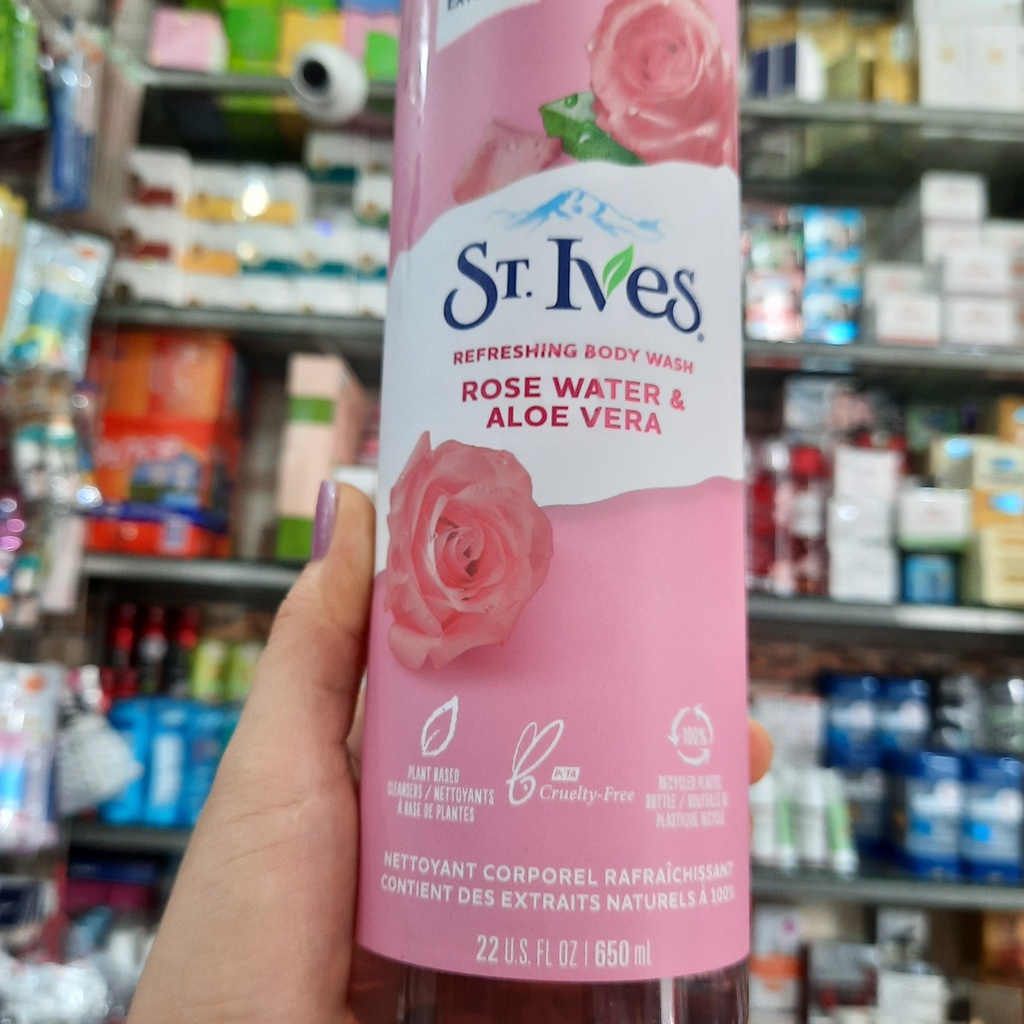 St. Ives
REFRESHING BODY WASH
ROSE WATER &
ALOE VERA
PLANT BASED
CLEANSERS / NETTOYANTS
À BASE DE PLANTES
PETA
Cruelty-Free
100%
RECYCLED PLASTIC
BOTTLE / BOUTEILLE DE
PLASTIQUE RECYCLÉ
NETTOYANT CORPOREL RAFRAÎCHISSANT
CONTIENT DES EXTRAITS NATURELS À 100%
22 U.S. FL OZ | 650 mL